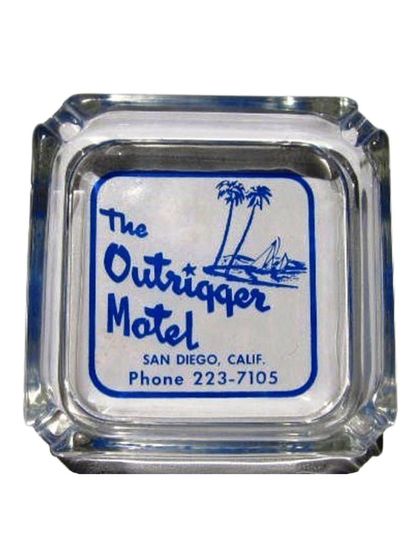 The
Outrigger
Motel
SAN DIEGO, CALIF.
Phone 223-7105